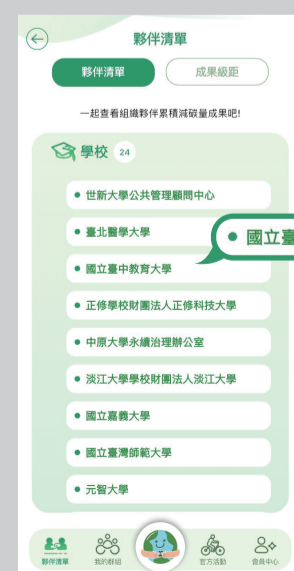 夥伴清單
夥伴清單
成果級距
一起查看組織夥伴累積減碳量成果吧!
學校 24
世新大學公共管理顧問中心
臺北醫學大學
國立臺
國立臺中教育大學
正修學校財團法人正修科技大學
中原大學永續治理辦公室
淡江大學學校財團法人淡江大學
國立嘉義大學
國立臺灣師範大學
元智大學
夥伴清單
我的群組
官方活動
會員中心